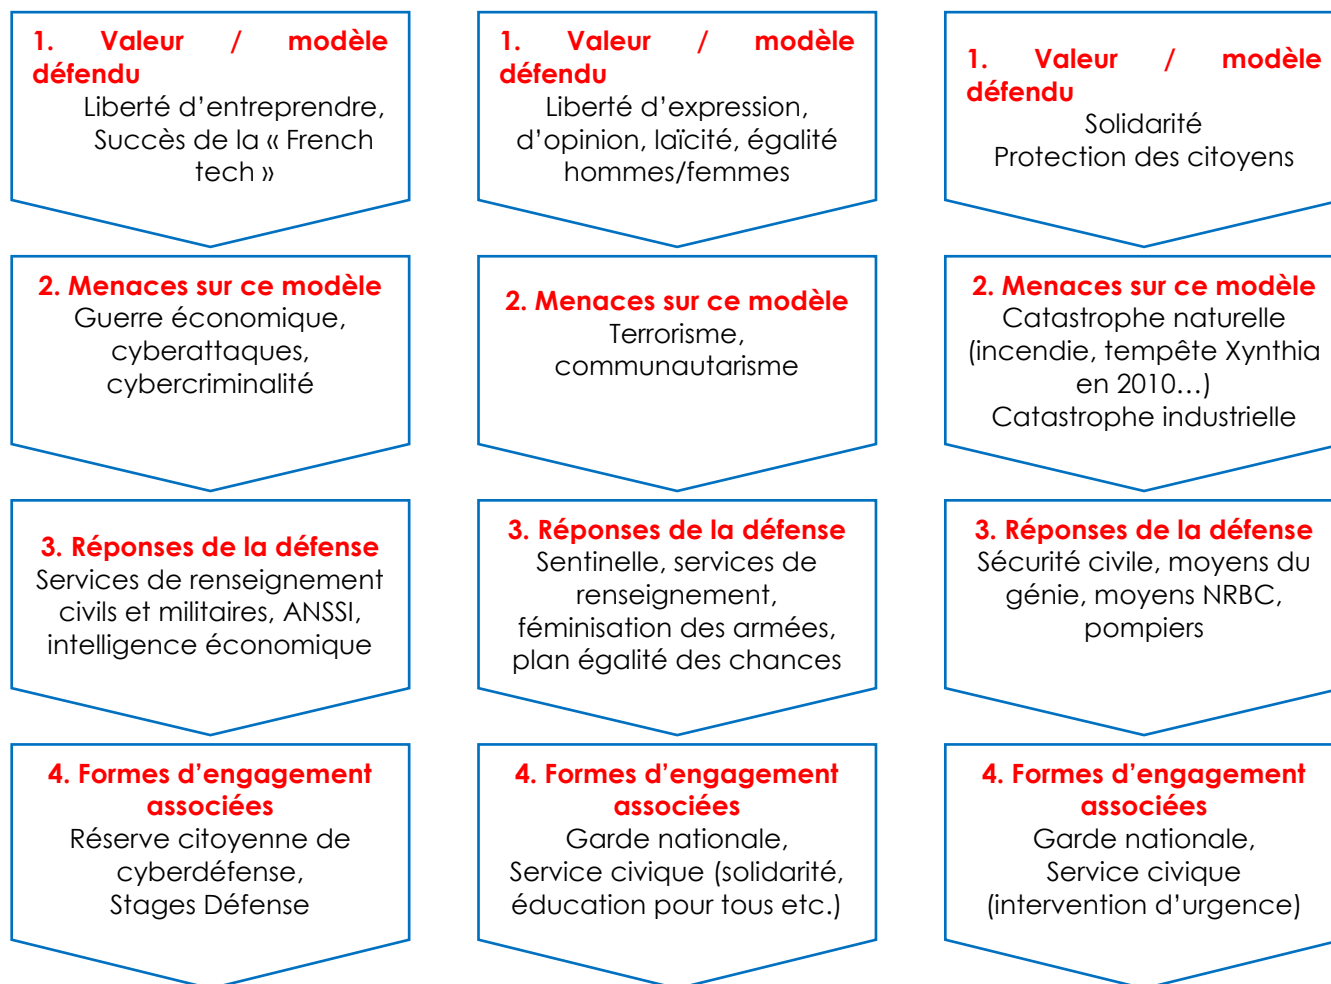 1. Valeur / modèle
défendu
Liberté d’entreprendre,
Succès de la « French
tech »
2. Menaces sur ce modèle
Guerre économique,
cyberattaques,
cybercriminalité
3. Réponses de la défense
Services de renseignement
civils et militaires, ANSSI,
intelligence économique
4. Formes d’engagement
associées
Réserve citoyenne de
cyberdéfense,
Stages Défense
1. Valeur / modèle
défendu
Liberté d’expression,
d’opinion, laïcité, égalité
hommes/femmes
2. Menaces sur ce modèle
Terrorisme,
communautarisme
3. Réponses de la défense
Sentinelle, services de
renseignement,
féminisation des armées,
plan égalité des chances
4. Formes d’engagement
associées
Garde nationale,
Service civique (solidarité,
éducation pour tous etc.)
1. Valeur / modèle
défendu
Solidarité
Protection des citoyens
2. Menaces sur ce modèle
Catastrophe naturelle
(incendie, tempête Xynthia
en 2010…)
Catastrophe industrielle
3. Réponses de la défense
Sécurité civile, moyens du
génie, moyens NRBC,
pompiers
4. Formes d’engagement
associées
Garde nationale,
Service civique
(intervention d’urgence)